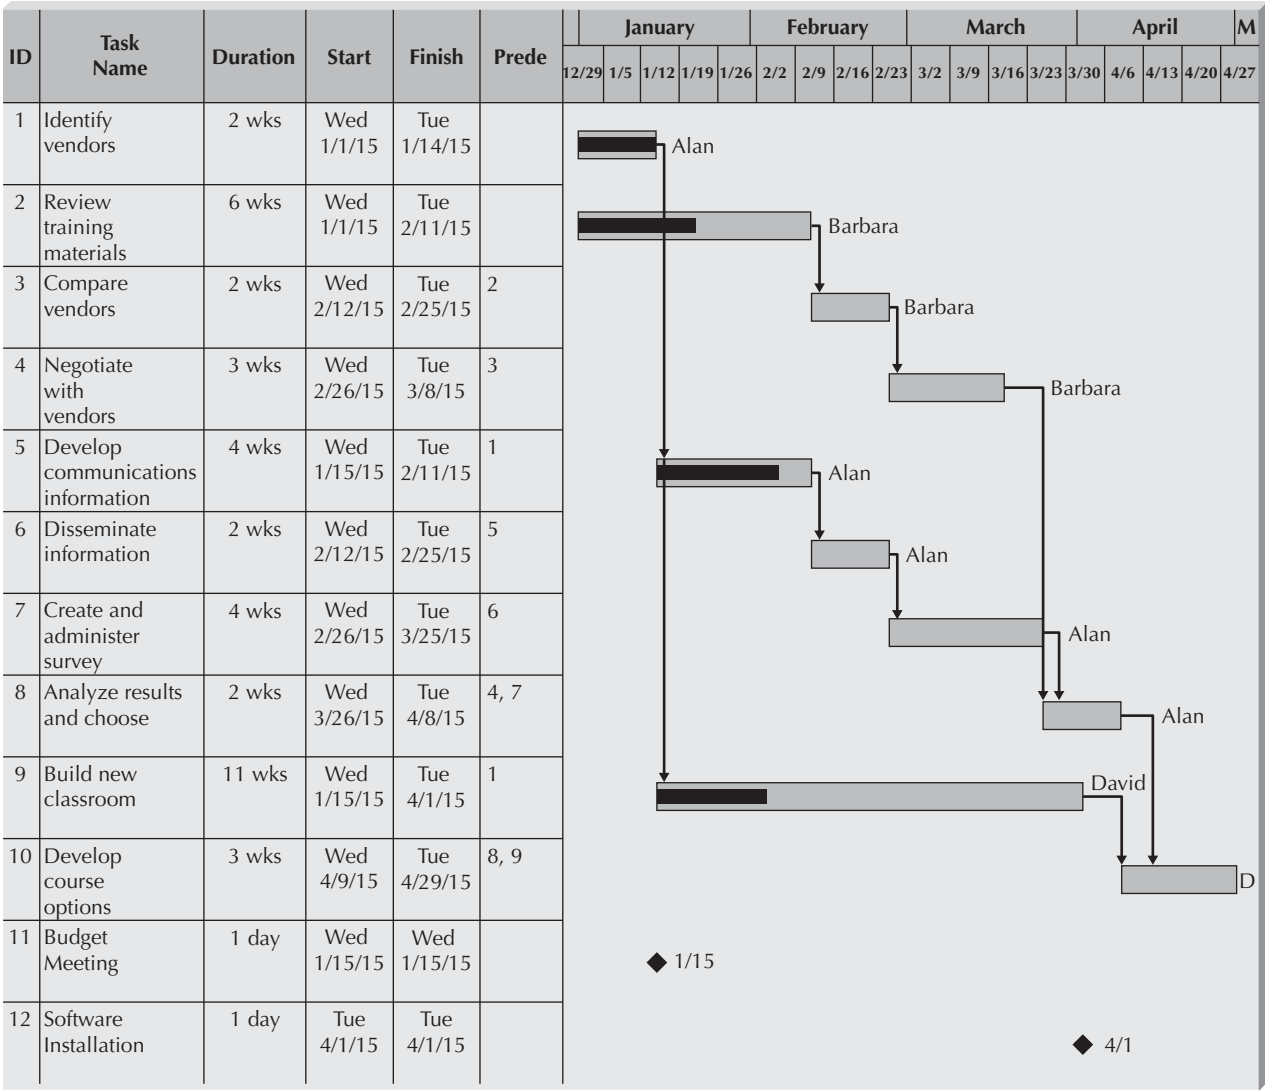 January February March April M
ID Task Name Duration Start Finish Prede
12/29 1/5 1/12 1/19 1/26 2/2 2/9 2/16 2/23 3/2 3/9 3/16 3/23 3/30 4/6 4/13 4/20 4/27
1 Identify 2 wks Wed Tue
vendors 1/1/15 1/14/15
Alan
2 Review 6 wks Wed Tue
training 1/1/15 2/11/15
materials
Barbara
3 Compare 2 wks Wed Tue 2
vendors 2/12/15 2/25/15
Barbara
4 Negotiate 3 wks Wed Tue 3
with 2/26/15 3/8/15
vendors
Barbara
5 Develop 4 wks Wed Tue 1
communications 1/15/15 2/11/15
information
Alan
6 Disseminate 2 wks Wed Tue 5
information 2/12/15 2/25/15
Alan
7 Create and 4 wks Wed Tue 6
administer 2/26/15 3/25/15
survey
Alan
8 Analyze results 2 wks Wed Tue 4, 7
and choose 3/26/15 4/8/15
Alan
9 Build new 11 wks Wed Tue 1
classroom 1/15/15 4/1/15
David
10 Develop 3 wks Wed Tue 8, 9
course 4/9/15 4/29/15
options
D
11 Budget 1 day Wed Wed
Meeting 1/15/15 1/15/15
1/15
12 Software 1 day Tue Tue
Installation 4/1/15 4/1/15
4/1